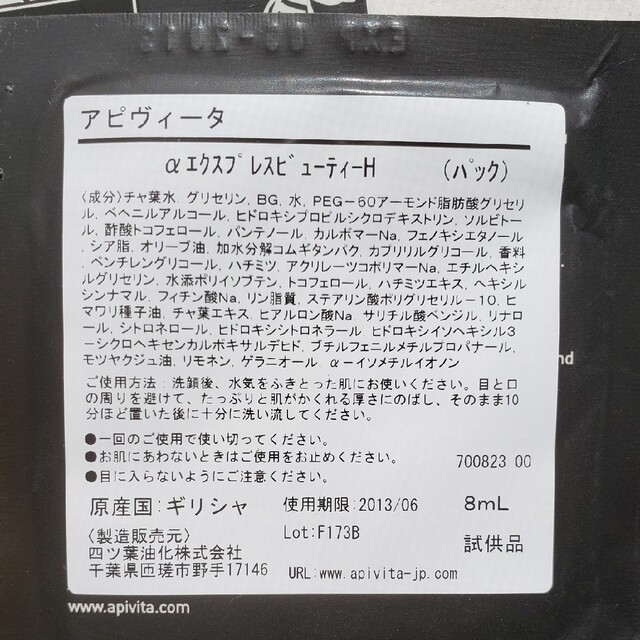 EXP 06-2013
アピヴィータ
αエクスプレスビューティーH （パック）
〈成分〉チャ葉水, グリセリン, BG, 水, PEG-60アーモンド脂肪酸グリセリ
ル, ベヘニルアルコール, ヒドロキシプロピルシクロデキストリン, ソルビトー
ル, 酢酸トコフェロール, パンテノール, カルボマーNa, フェノキシエタノール
, シア脂, オリーブ油, 加水分解コムギタンパク, カプリリルグリコール, 香料
, ペンチレングリコール, ハチミツ, アクリレーツコポリマーNa, エチルヘキシ
ルグリセリン, 水添ポリイソブテン, トコフェロール, ハチミツエキス, ヘキシル
シンナマル, フィチン酸Na, リン脂質, ステアリン酸ポリグリセリル-10, ヒ
マワリ種子油, チャ葉エキス, ヒアルロン酸Na, サリチル酸ベンジル, リナロ
ール, シトロネロール, ヒドロキシシトロネラール, ヒドロキシイソヘキシル3
-シクロヘキセンカルボキサルデヒド, ブチルフェニルメチルプロパナール,
モツヤクジュ油, リモネン, ゲラニオール, α-イソメチルイオノン
nd
ご使用方法：洗顔後、水気をふきとった肌にお使いください。目と口
の周りを避けて、たっぷりと肌がかくれる厚さにのばし、そのまま10
分ほど置いた後に十分に洗い流してください。
●一回のご使用で使い切ってください。
●お肌にあわないときはご使用をお止めください。 700823 00
●目に入らないようにご注意ください。
原産国：ギリシャ 使用期限：2013/06 8mL
〈製造販売元〉 Lot:F173B
四ツ葉油化株式会社 試供品
千葉県匝瑳市野手17146 URL:www.apivita-jp.com
www.apivita.com